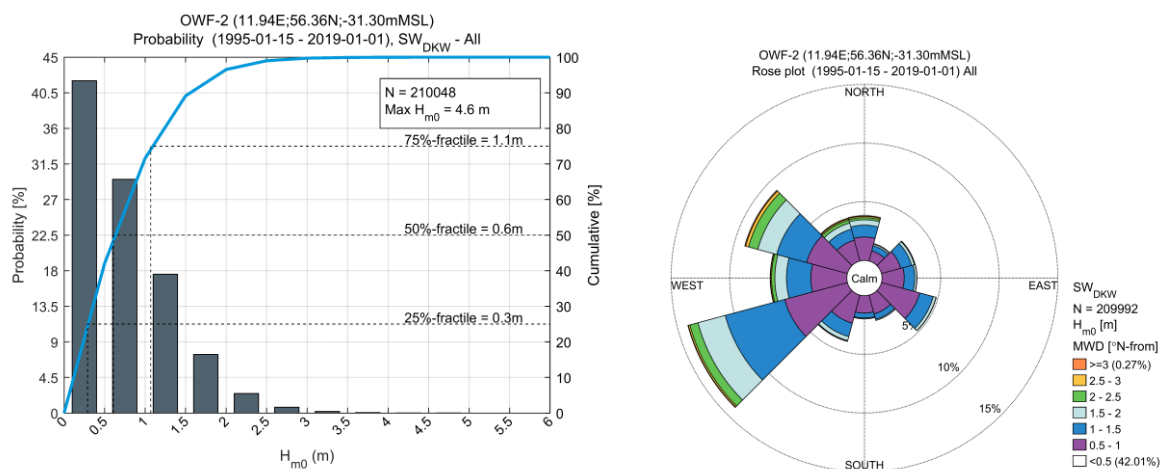 OWF-2 (11.94E;56.36N;-31.30mMSL)
Probability (1995-01-15 - 2019-01-01), SW_DKW - All
Probability [%]
45
40.5
36
31.5
27
22.5
18
13.5
9
4.5
0
N = 210048
Max H_m0 = 4.6 m
75%-fractile = 1.1m
50%-fractile = 0.6m
25%-fractile = 0.3m
100
90
80
70
60
50
40
30
20
10
0
Cumulative [%]
0 0.5 1 1.5 2 2.5 3 3.5 4 4.5 5 5.5 6
H_m0 (m)
OWF-2 (11.94E;56.36N;-31.30mMSL)
Rose plot (1995-01-15 - 2019-01-01) All
NORTH
WEST
Calm
EAST
5%
10%
15%
SOUTH
SW_DKW
N = 209992
H_m0 [m]
MWD [°N-from]
>=3 (0.27%)
2.5 - 3
2 - 2.5
1.5 - 2
1 - 1.5
0.5 - 1
<0.5 (42.01%)